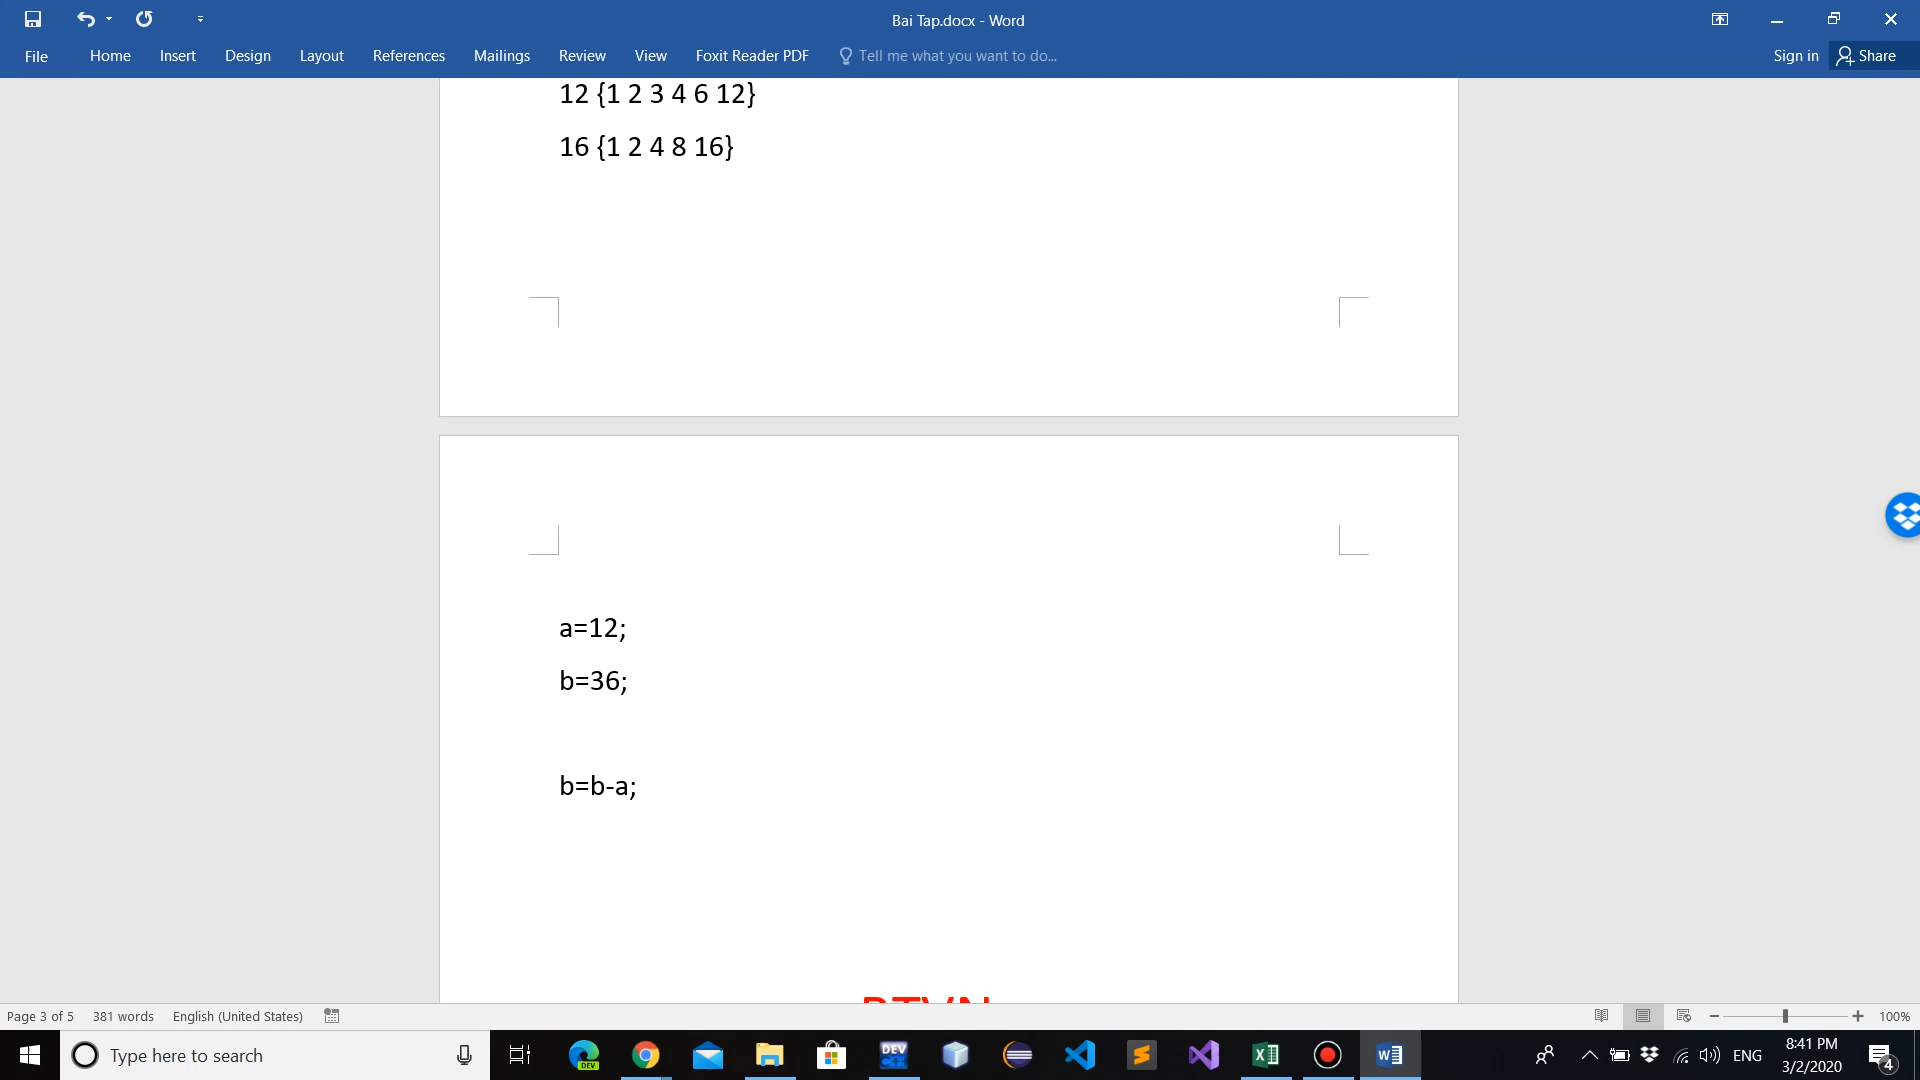 Bai Tap.docx - Word
File Home Insert Design Layout References Mailings Review View Foxit Reader PDF Tell me what you want to do... Sign in Share
12 {1 2 3 4 6 12}
16 {1 2 4 8 16}
a=12;
b=36;
b=b-a;
BTVN
Page 3 of 5 381 words English (United States) 100%
Type here to search
DEV
DEV
C++
ENG
8:41 PM
3/2/2020
4